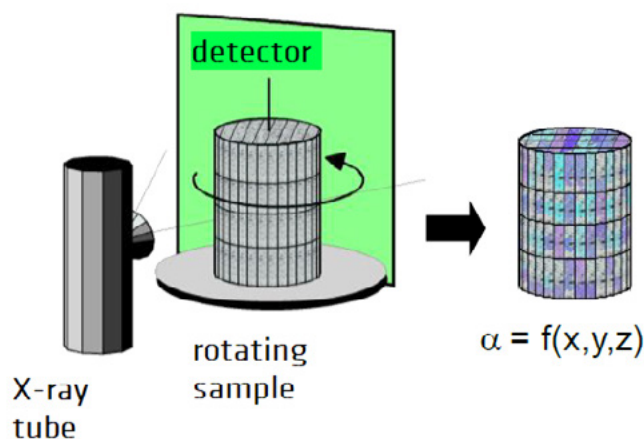 detector
α = f(x,y,z)
rotating
sample
X-ray
tube